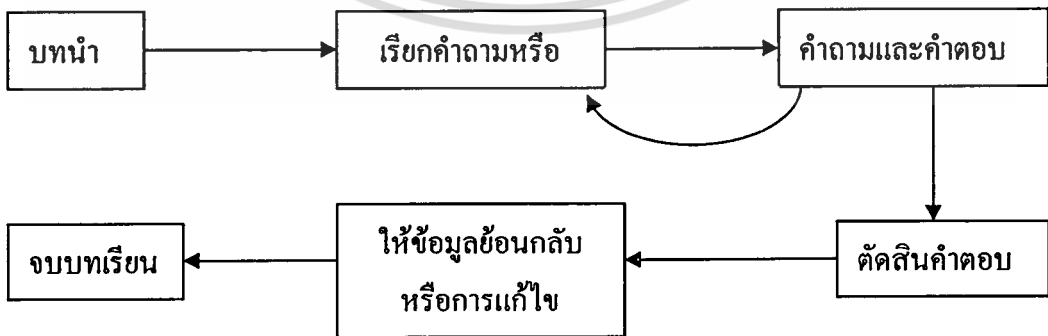 บทนำ
เรียกคำถามหรือ
คำถามและคำตอบ
ตัดสินคำตอบ
ให้ข้อมูลย้อนกลับ
หรือการแก้ไข
จบบทเรียน